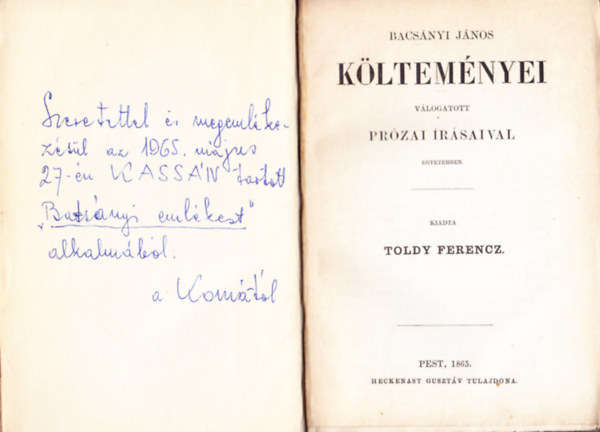 Szeretettel és megemléke-
zésül az 1965. május
27-én KASSÁN tartott
„Batsányi emlékest"
alkalmából.
a Komától
BACSÁNYI JÁNOS
KÖLTEMÉNYEI
VÁLOGATOTT
PRÓZAI ÍRÁSAIVAL
EGYETEMBEN
KIADTA
TOLDY FERENCZ.
PEST, 1865.
HECKENAST GUSZTÁV TULAJDONA.